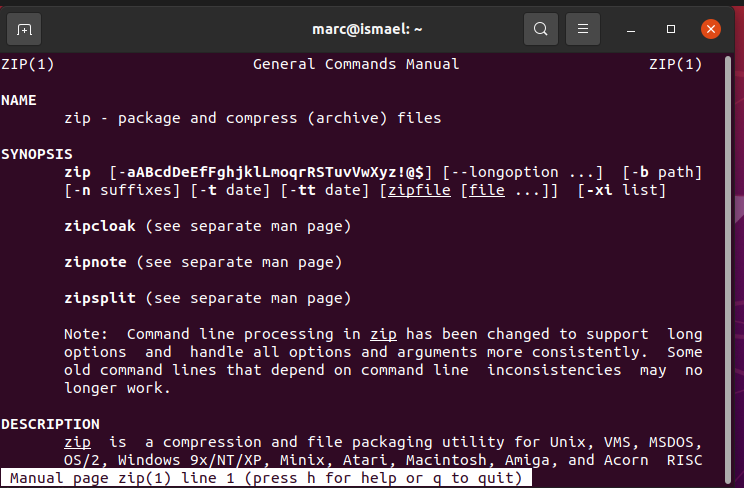 marc@ismael: ~
ZIP(1) General Commands Manual ZIP(1)
NAME
zip - package and compress (archive) files
SYNOPSIS
zip [-aABcdDeEfFghjklLmoqrRSTuvVwXyz!@$] [--longoption ...] [-b path]
[-n suffixes] [-t date] [-tt date] [zipfile [file ...]] [-xi list]
zipcloak (see separate man page)
zipnote (see separate man page)
zipsplit (see separate man page)
Note: Command line processing in zip has been changed to support long
options and handle all options and arguments more consistently. Some
old command lines that depend on command line inconsistencies may no
longer work.
DESCRIPTION
zip is a compression and file packaging utility for Unix, VMS, MSDOS,
OS/2, Windows 9x/NT/XP, Minix, Atari, Macintosh, Amiga, and Acorn RISC
Manual page zip(1) line 1 (press h for help or q to quit)